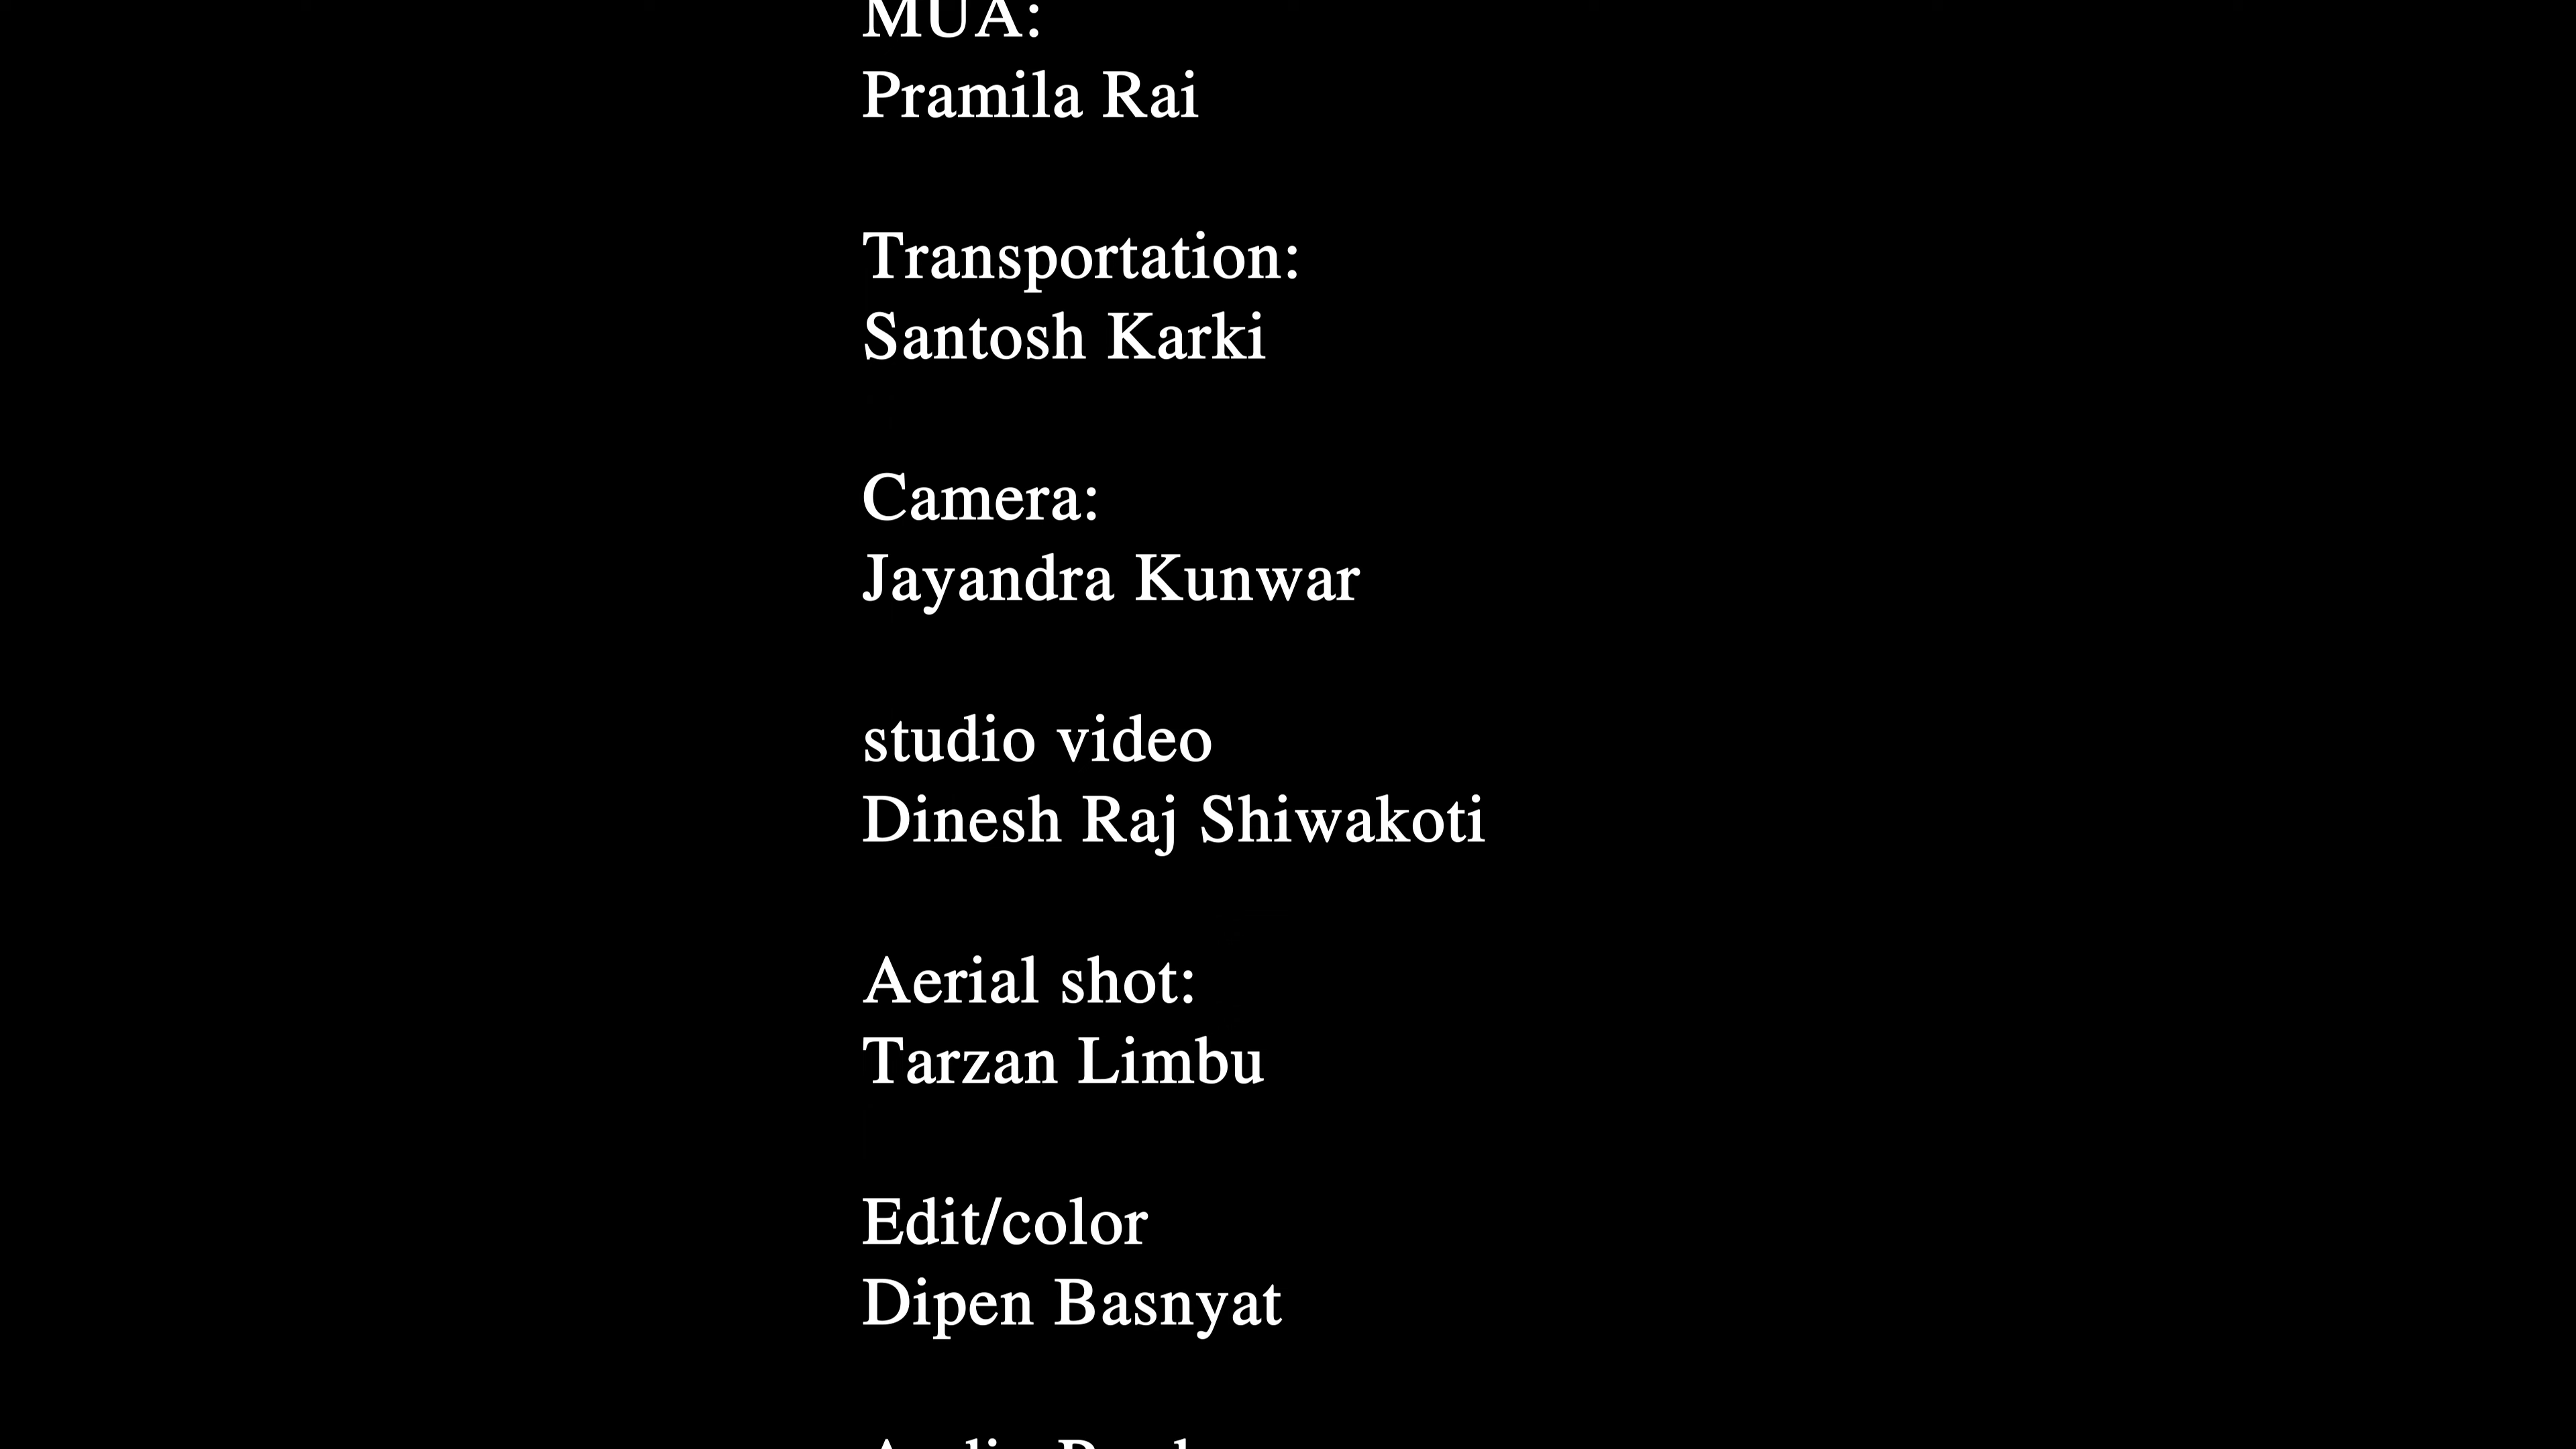 MUA:
Pramila Rai
Transportation:
Santosh Karki
Camera:
Jayandra Kunwar
studio video
Dinesh Raj Shiwakoti
Aerial shot:
Tarzan Limbu
Edit/color
Dipen Basnyat